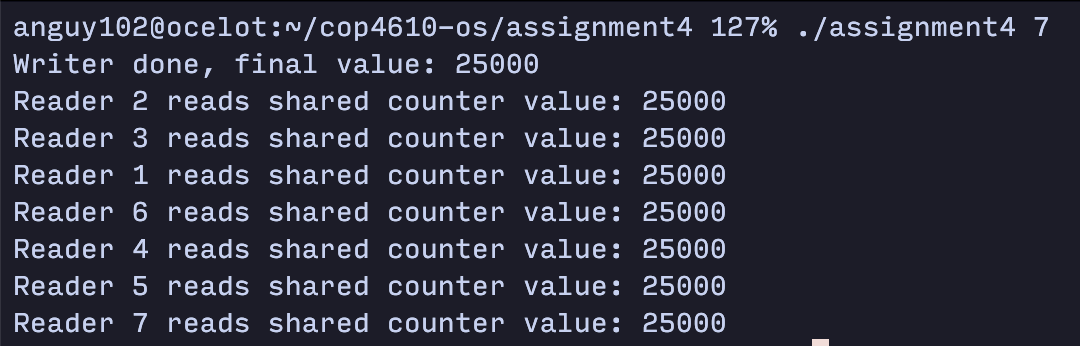 anguy102@ocelot:~/cop4610-os/assignment4 127% ./assignment4 7
Writer done, final value: 25000
Reader 2 reads shared counter value: 25000
Reader 3 reads shared counter value: 25000
Reader 1 reads shared counter value: 25000
Reader 6 reads shared counter value: 25000
Reader 4 reads shared counter value: 25000
Reader 5 reads shared counter value: 25000
Reader 7 reads shared counter value: 25000